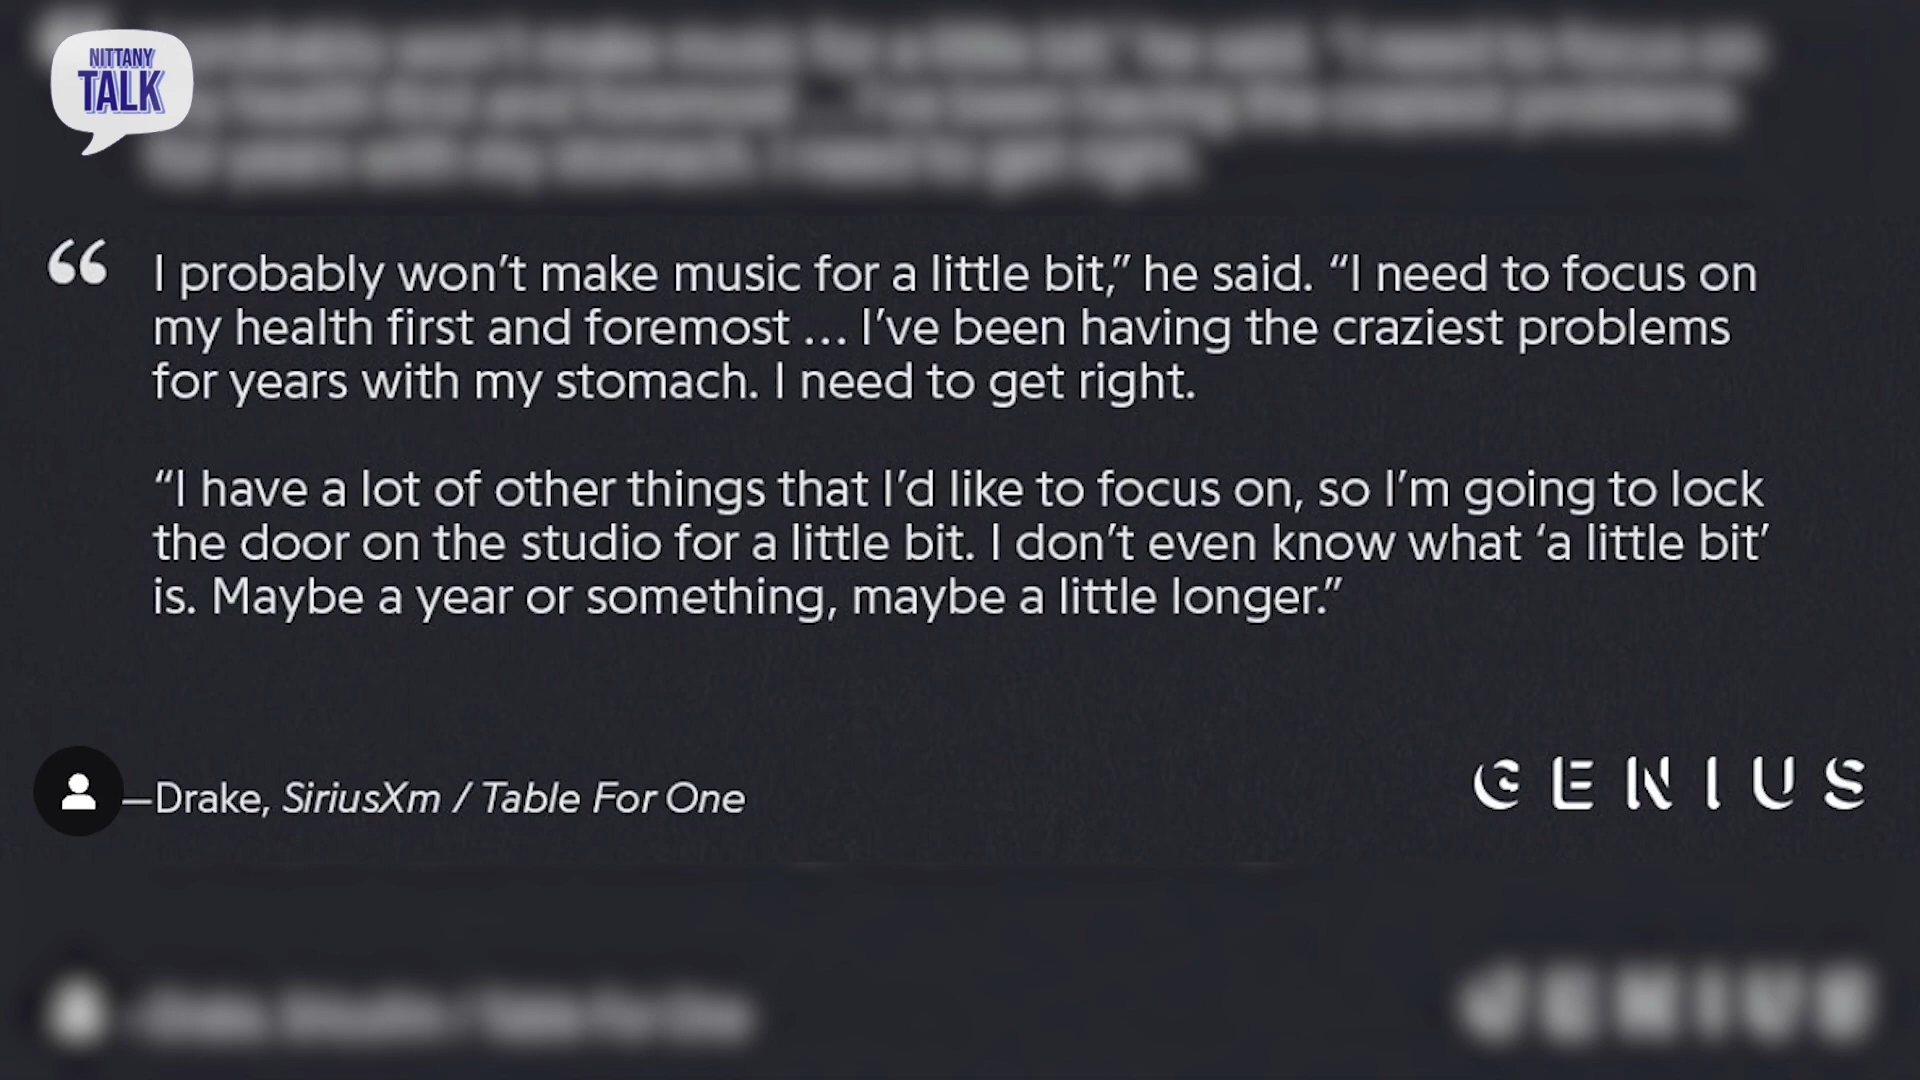 NITTANY
TALK
“ I probably won’t make music for a little bit,” he said. “I need to focus on
my health first and foremost ... I’ve been having the craziest problems
for years with my stomach. I need to get right.
“I have a lot of other things that I’d like to focus on, so I’m going to lock
the door on the studio for a little bit. I don’t even know what ‘a little bit’
is. Maybe a year or something, maybe a little longer.”
—Drake, SiriusXm / Table For One
GENIUS